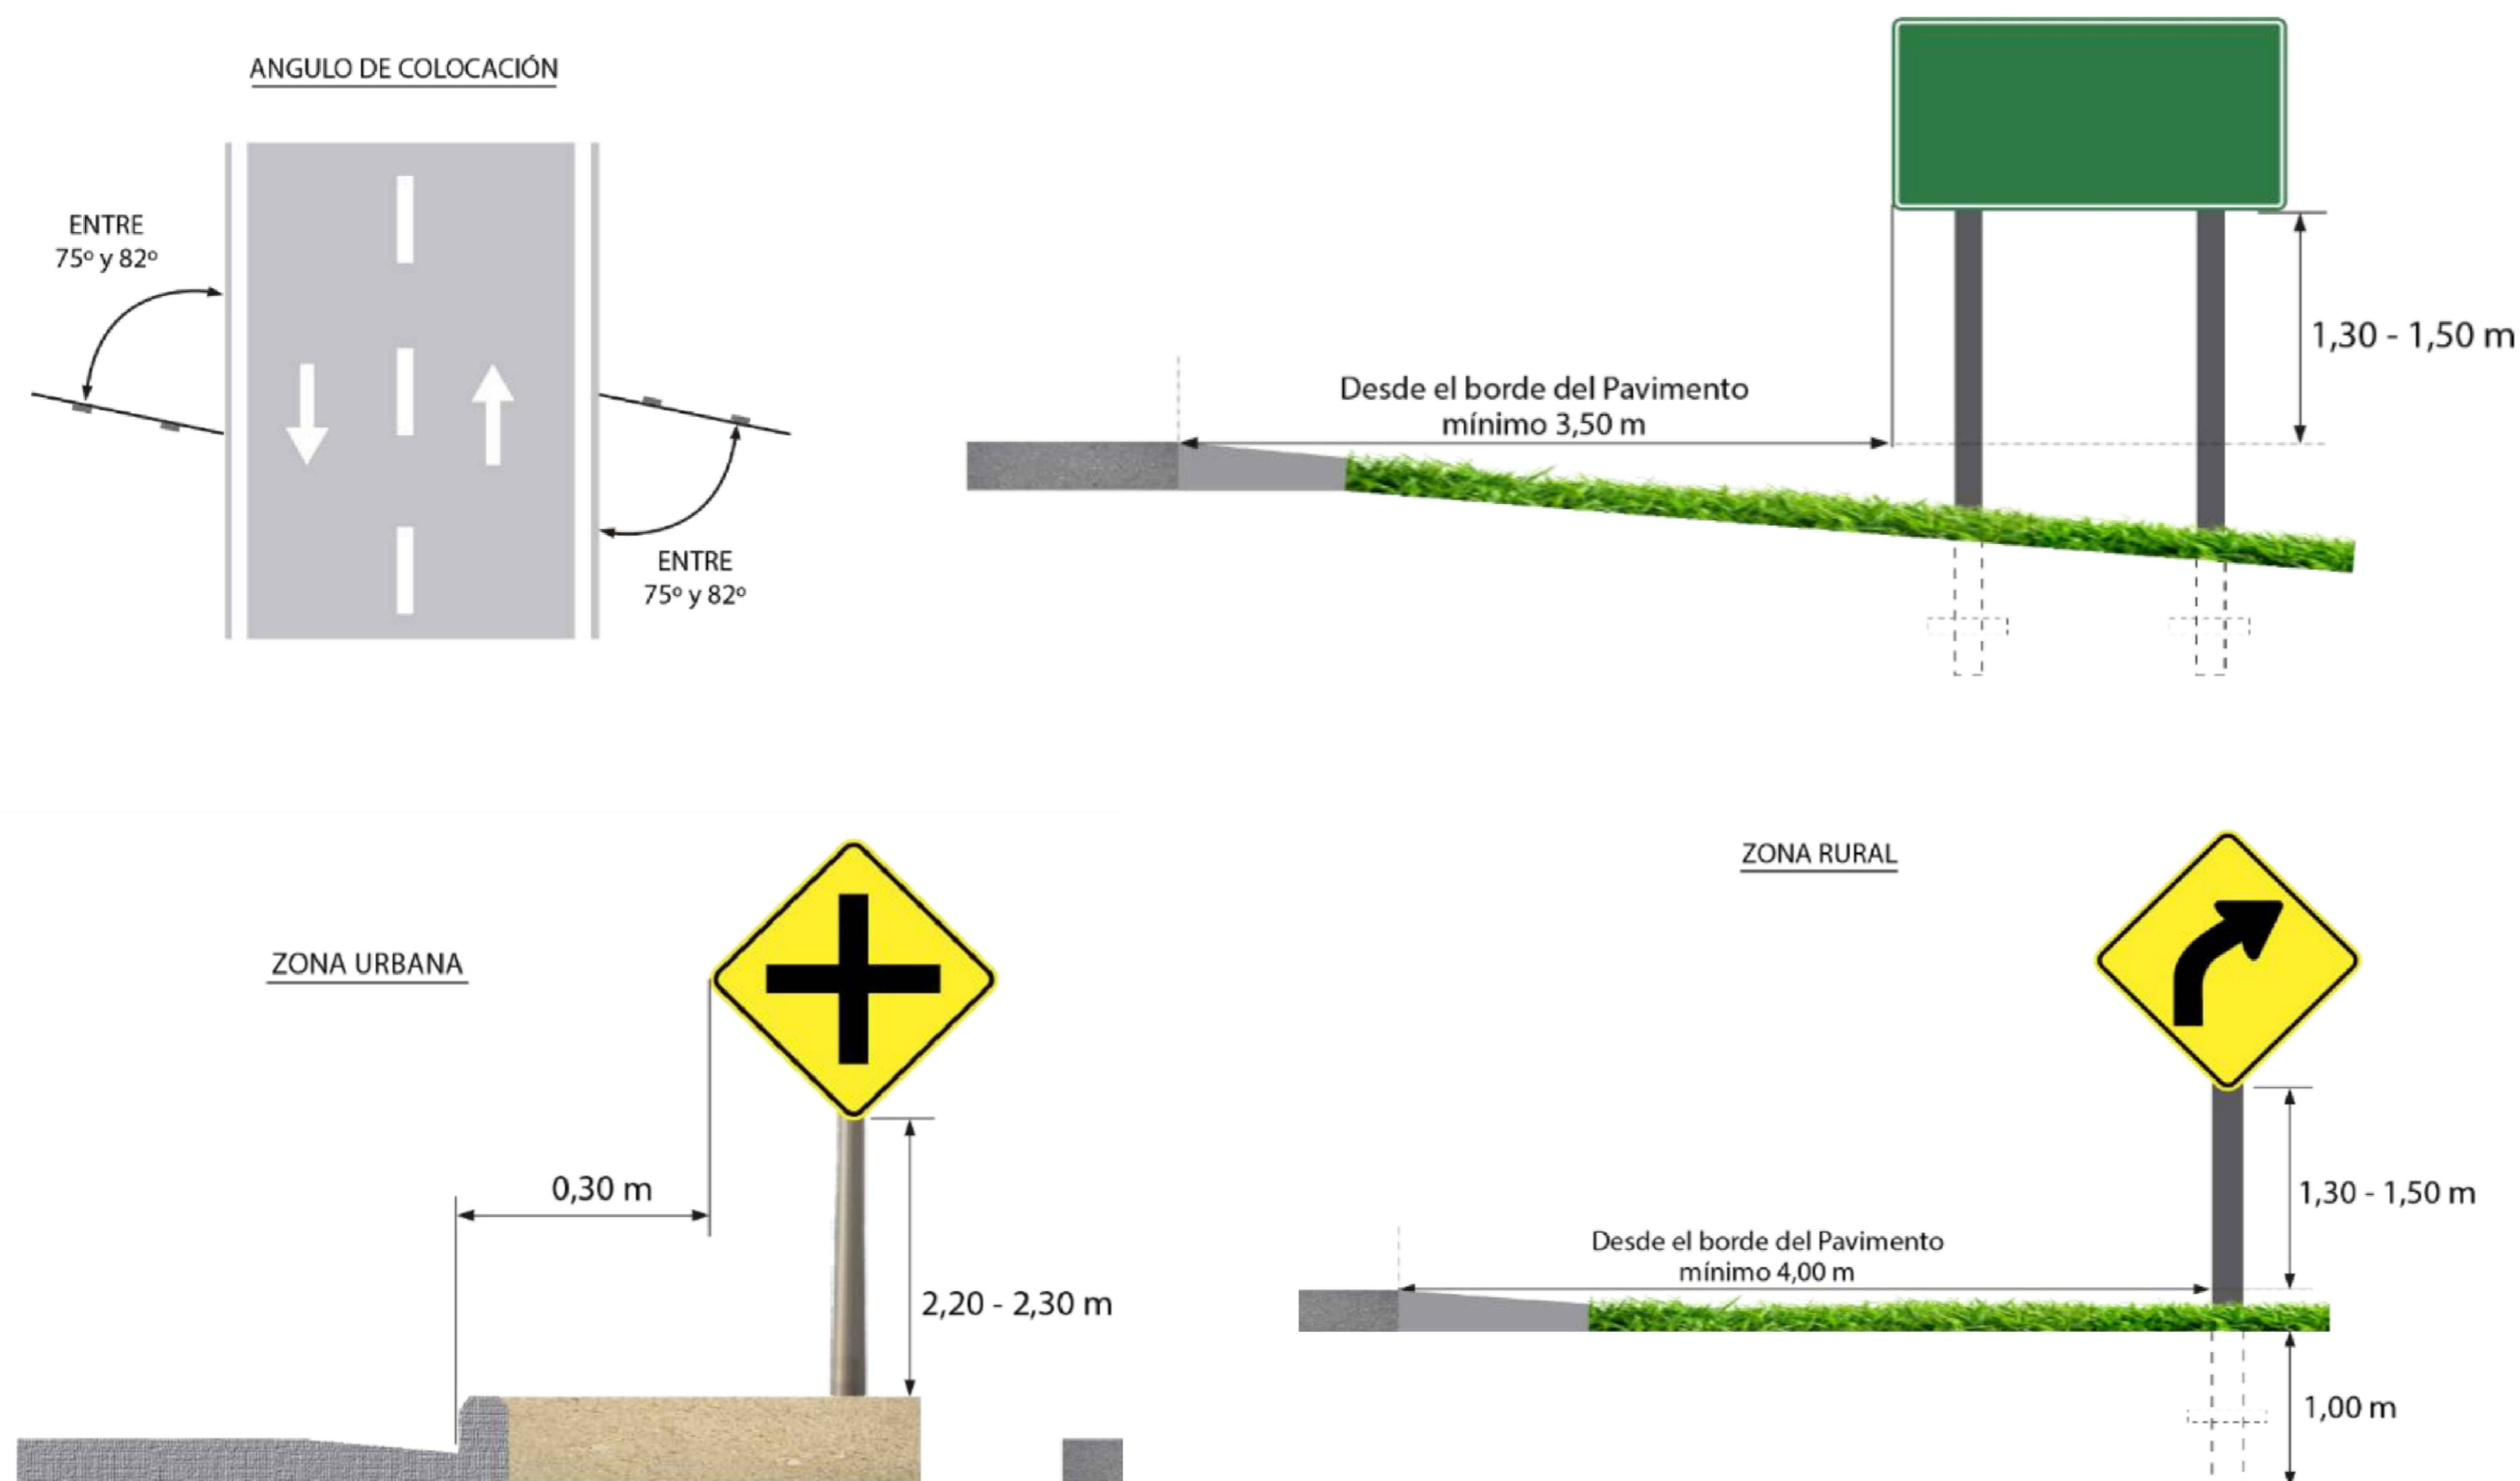 ANGULO DE COLOCACIÓN
ENTRE
75º y 82º
ENTRE
75º y 82º
Desde el borde del Pavimento
mínimo 3,50 m
1,30 - 1,50 m
ZONA URBANA
0,30 m
2,20 - 2,30 m
ZONA RURAL
1,30 - 1,50 m
Desde el borde del Pavimento
mínimo 4,00 m
1,00 m